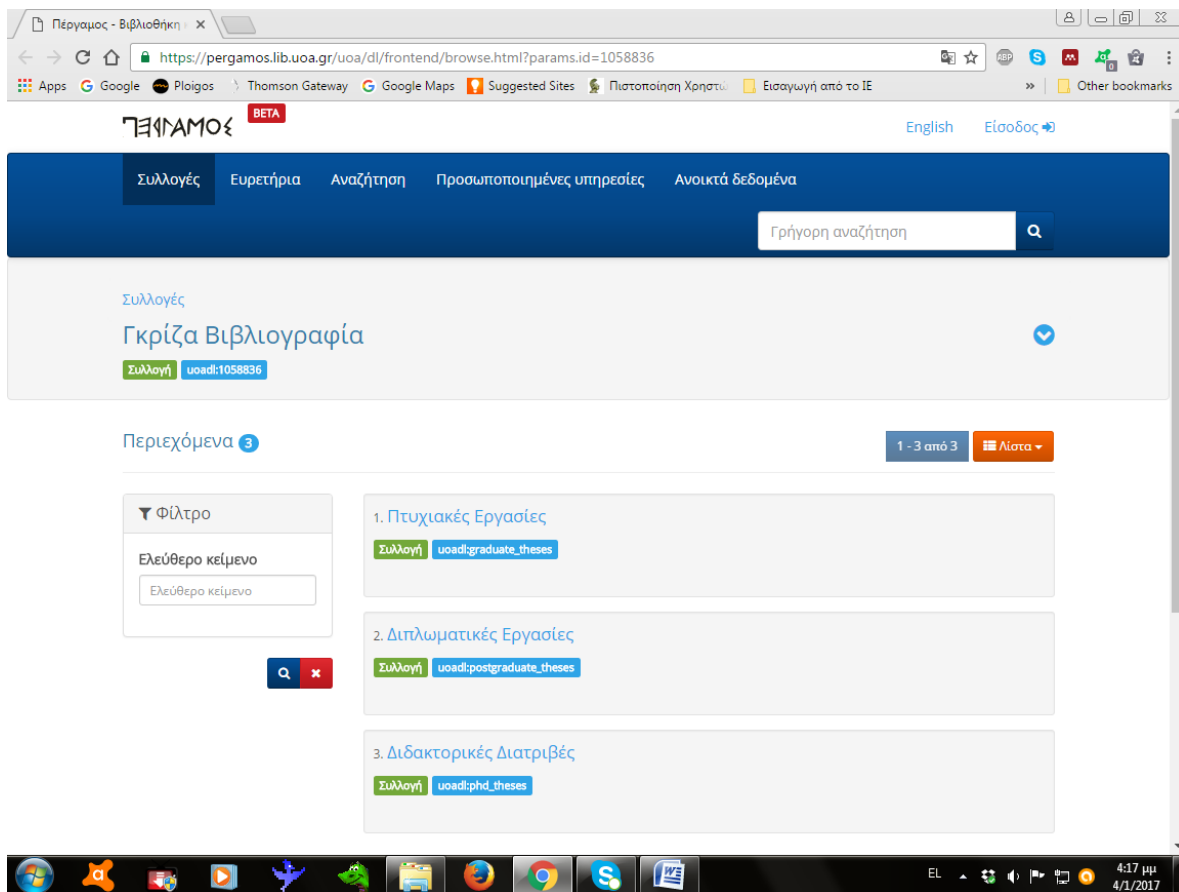 Πέργαμος - Βιβλιοθήκη
https://pergamos.lib.uoa.gr/uoa/dl/frontend/browse.html?params.id=1058836
ABP
0
Apps Google Ploigos Thomson Gateway Google Maps Suggested Sites Πιστοποίηση Χρηστώ Εισαγωγή από το IE » Other bookmarks
ΠΕΡΓΑΜΟΣ BETA English Είσοδος
Συλλογές Ευρετήρια Αναζήτηση Προσωποποιημένες υπηρεσίες Ανοικτά δεδομένα
Γρήγορη αναζήτηση
Συλλογές
Γκρίζα Βιβλιογραφία
Συλλογή uoadl:1058836
Περιεχόμενα 3 1 - 3 από 3 Λίστα
Φίλτρο
Ελεύθερο κείμενο
Ελεύθερο κείμενο
1. Πτυχιακές Εργασίες
Συλλογή uoadl:graduate_theses
2. Διπλωματικές Εργασίες
Συλλογή uoadl:postgraduate_theses
3. Διδακτορικές Διατριβές
Συλλογή uoadl:phd_theses
EL 4:17 μμ
4/1/2017